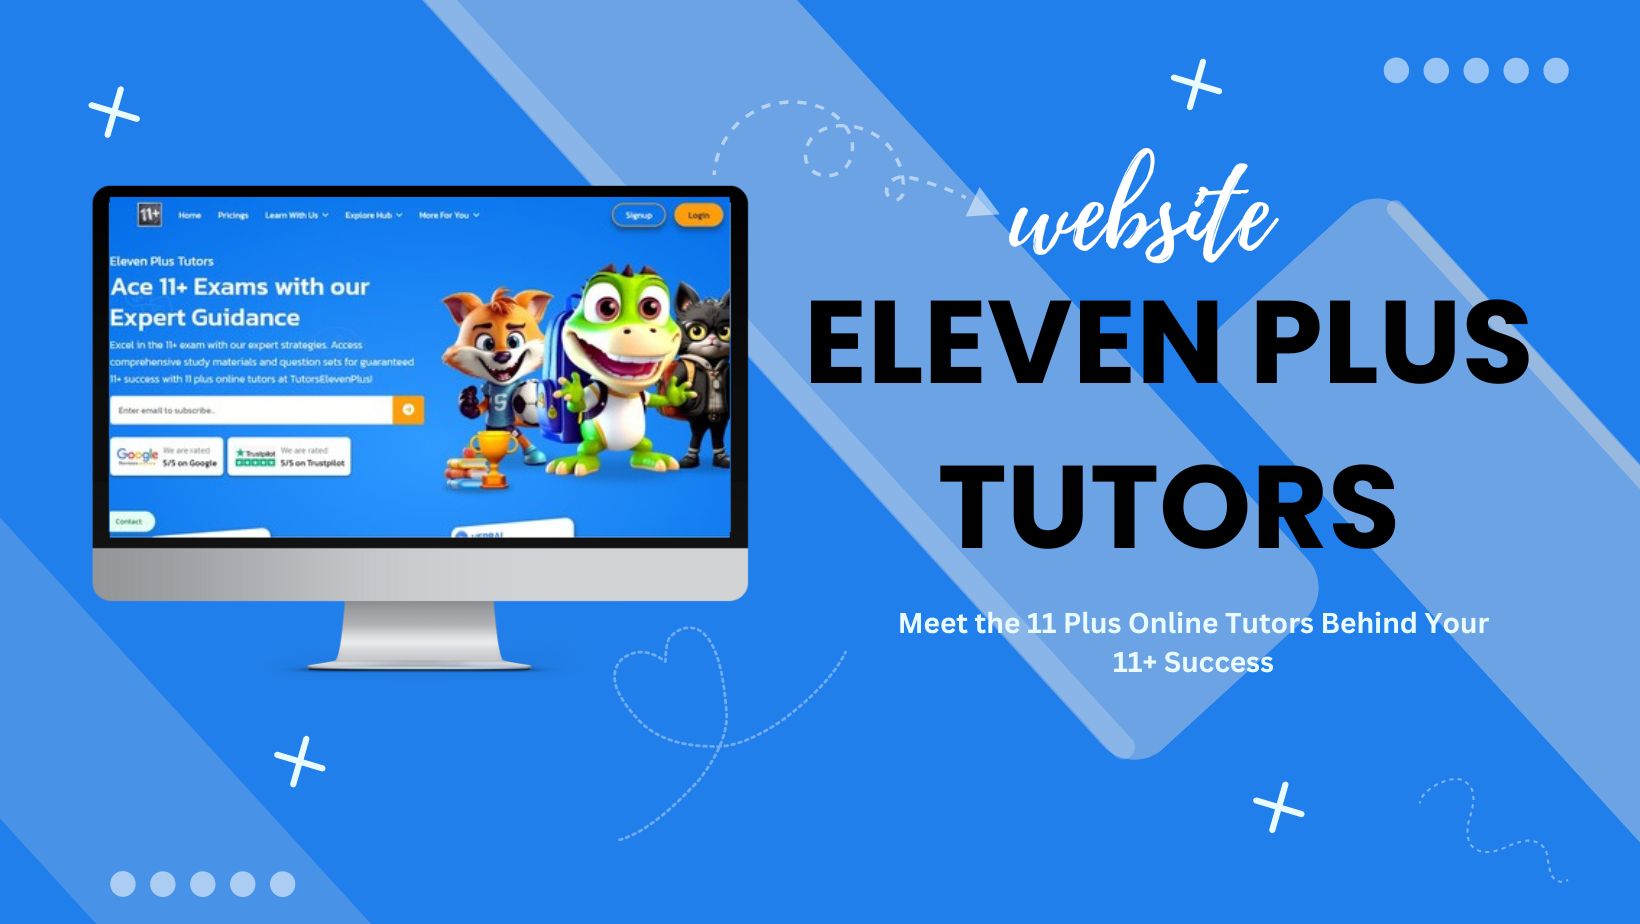 website
ELEVEN PLUS
TUTORS
Meet the 11 Plus Online Tutors Behind Your
11+ Success
11+ Home Pricings Learn With Us Explore Hub More For You Signup Login
Eleven Plus Tutors
Ace 11+ Exams with our
Expert Guidance
Excel in the 11+ exam with our expert strategies. Access
comprehensive study materials and question sets for guaranteed
11+ success with 11 plus online tutors at TutorsElevenPlus!
Enter email to subscribe..
Google We are rated
5/5 on Google
Trustpilot We are rated
5/5 on Trustpilot
S
Contact
VERBAL